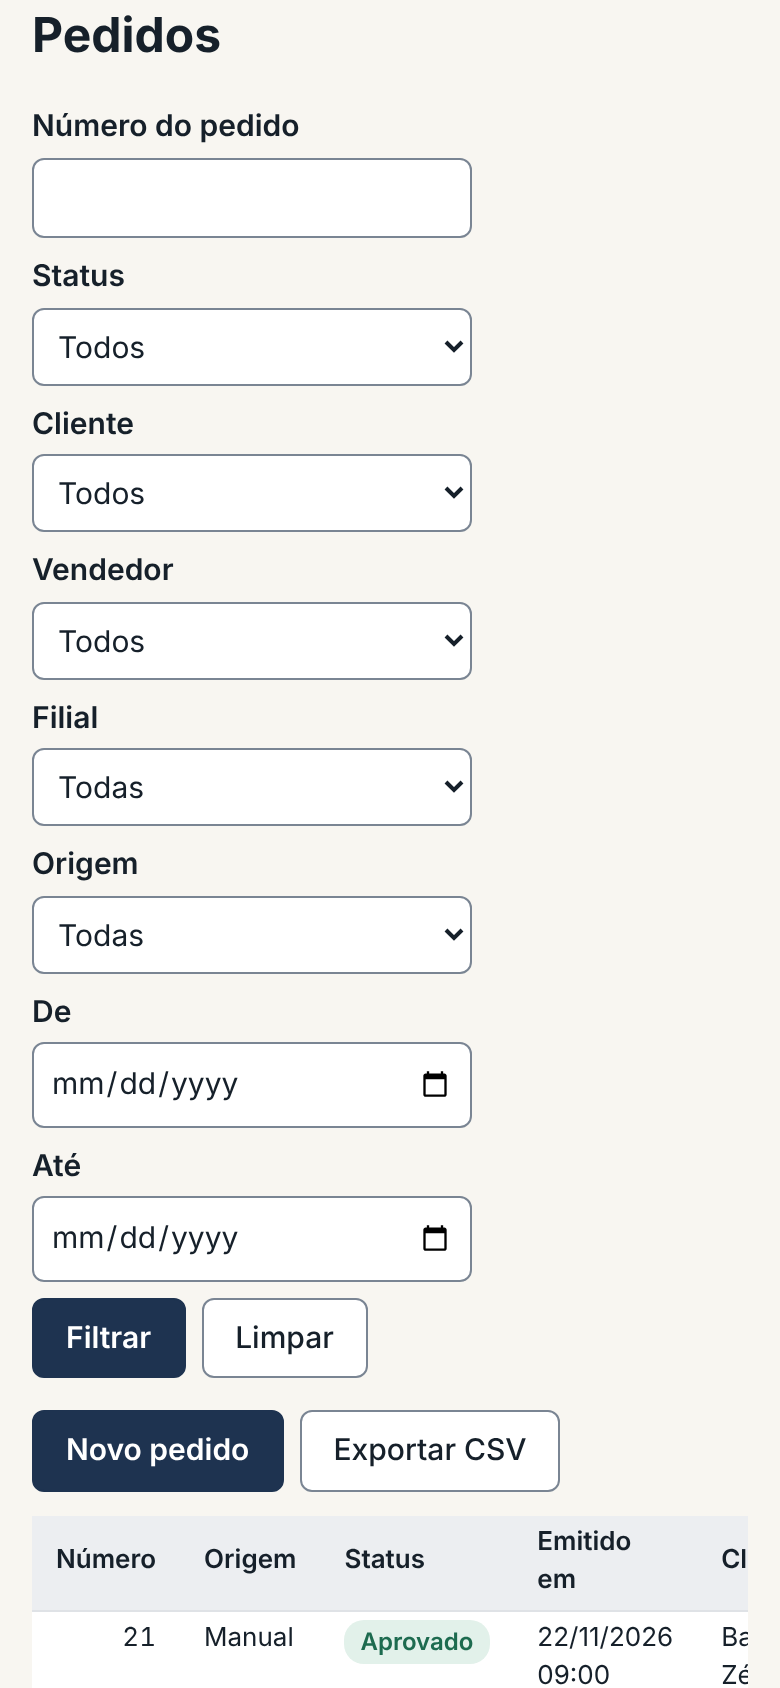 Pedidos
Número do pedido
Status
Todos
Cliente
Todos
Vendedor
Todos
Filial
Todas
Origem
Todas
De
mm/dd/yyyy
Até
mm/dd/yyyy
Filtrar Limpar
Novo pedido Exportar CSV
Número Origem Status Emitido em
21 Manual Aprovado 22/11/2026
09:00